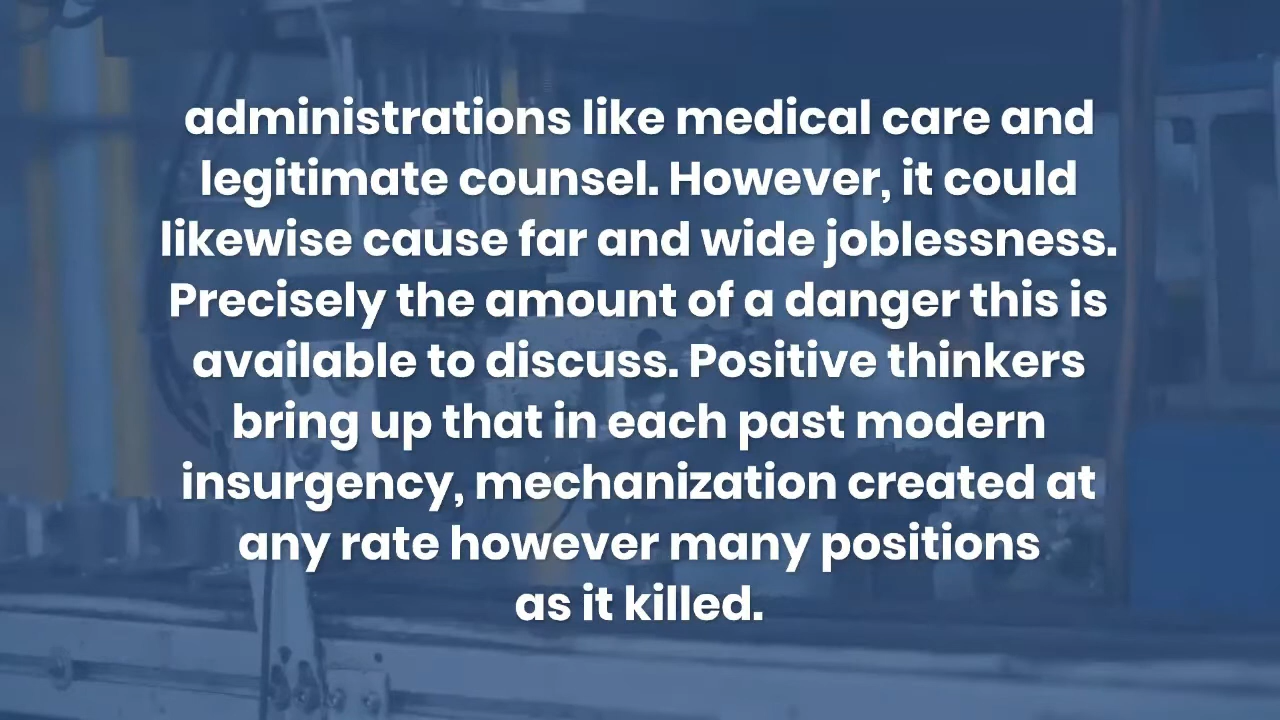 administrations like medical care and
legitimate counsel. However, it could
likewise cause far and wide joblessness.
Precisely the amount of a danger this is
available to discuss. Positive thinkers
bring up that in each past modern
insurgency, mechanization created at
any rate however many positions
as it killed.